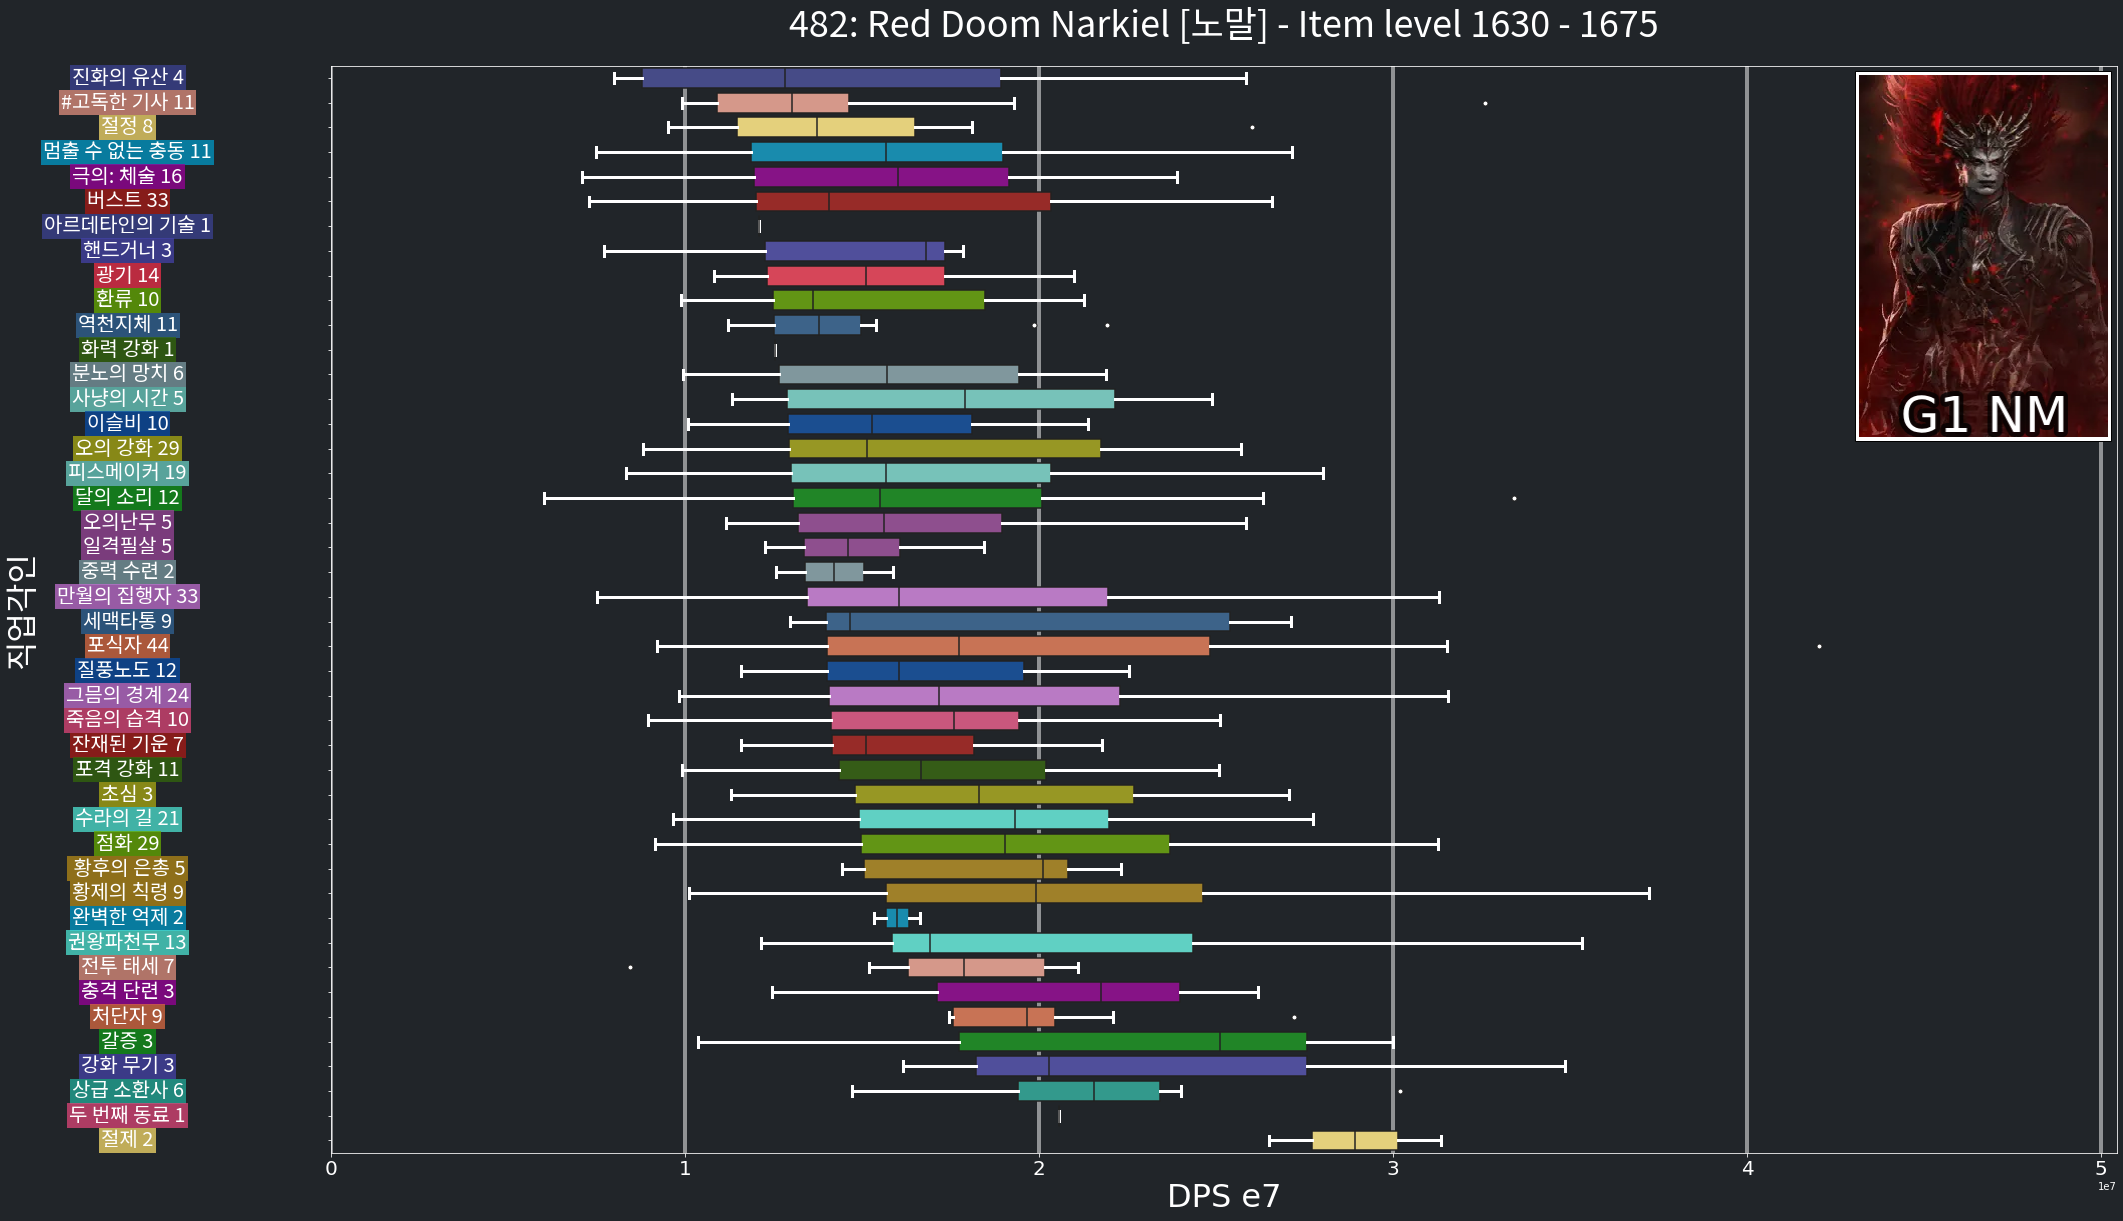 482: Red Doom Narkiel [노말] - Item level 1630 - 1675
진화의 유산 4
#고독한 기사 11
절정 8
멈출 수 없는 충동 11
극의: 체술 16
버스트 33
아르데타인의 기술 1
핸드거너 3
광기 14
환류 10
역천지체 11
화력 강화 1
분노의 망치 6
사냥의 시간 5
이슬비 10
오의 강화 29
피스메이커 19
달의 소리 12
오의난무 5
일격필살 5
중력 수련 2
만월의 집행자 33
세맥타통 9
포식자 44
질풍노도 12
그믐의 경계 24
죽음의 습격 10
잔재된 기운 7
포격 강화 11
초심 3
수라의 길 21
점화 29
황후의 은총 5
황제의 칙령 9
완벽한 억제 2
권왕파천무 13
전투 태세 7
충격 단련 3
처단자 9
갈증 3
강화 무기 3
상급 소환사 6
두 번째 동료 1
절제 2
직업각인
G1 NM
0 1 2 3 4 5
1e7
DPS e7